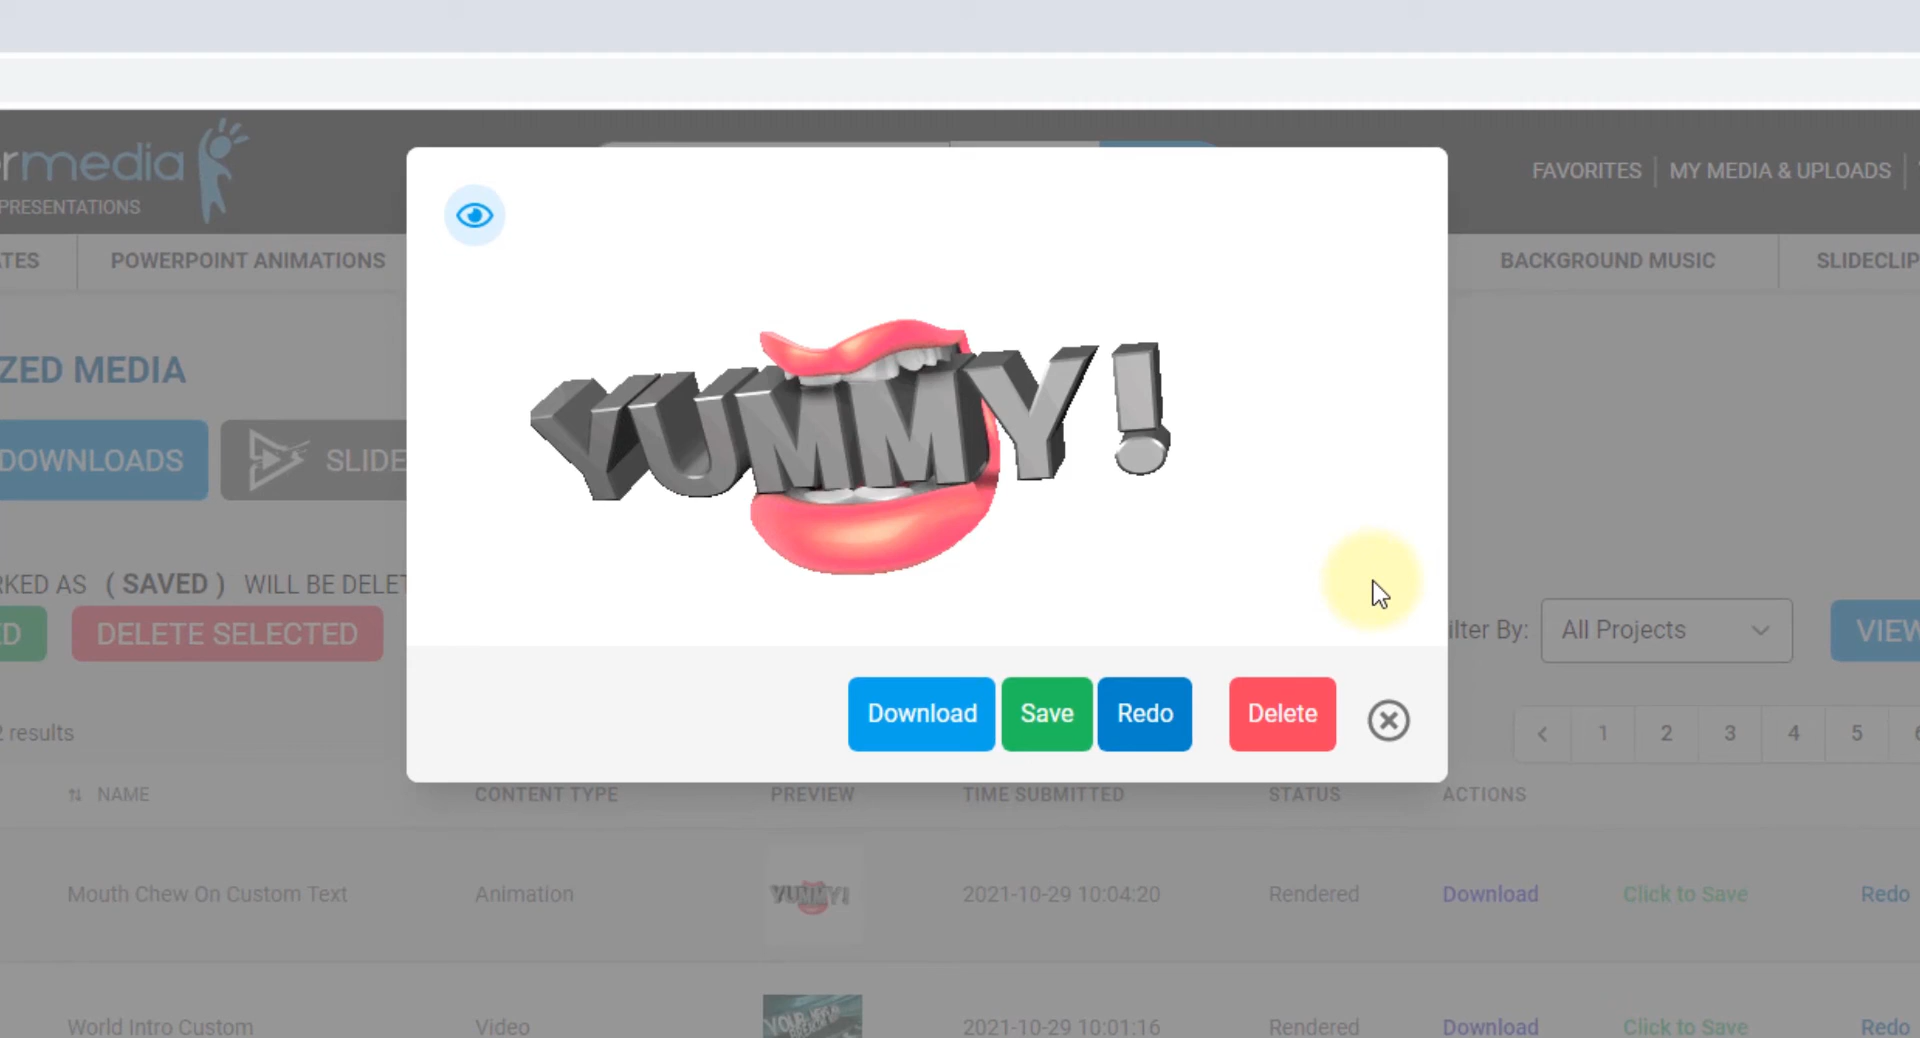 rmedia
PRESENTATIONS
FAVORITES
MY MEDIA & UPLOADS
TES
POWERPOINT ANIMATIONS
BACKGROUND MUSIC
SLIDECLIP
ZED MEDIA
YUMMY!
DOWNLOADS
SLIDE
RKED AS ( SAVED ) WILL BE DELET
D
DELETE SELECTED
ilter By:
All Projects
VIEW
Download
Save
Redo
Delete
2 results
1
2
3
4
5
6
NAME
CONTENT TYPE
PREVIEW
TIME SUBMITTED
STATUS
ACTIONS
Mouth Chew On Custom Text
Animation
YUMMY!
2021-10-29 10:04:20
Rendered
Download
Click to Save
Redo
World Intro Custom
Video
2021-10-29 10:01:16
Rendered
Download
Click to Save
Redo